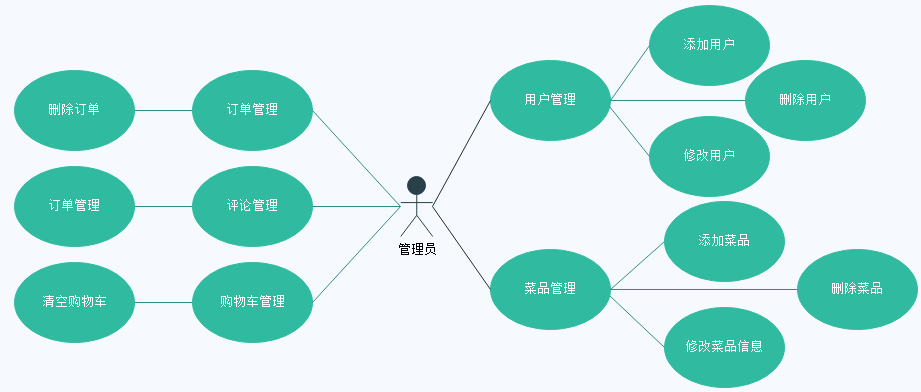 添加用户
用户管理
删除用户
修改用户
删除订单
订单管理
订单管理
评论管理
管理员
清空购物车
购物车管理
添加菜品
菜品管理
删除菜品
修改菜品信息